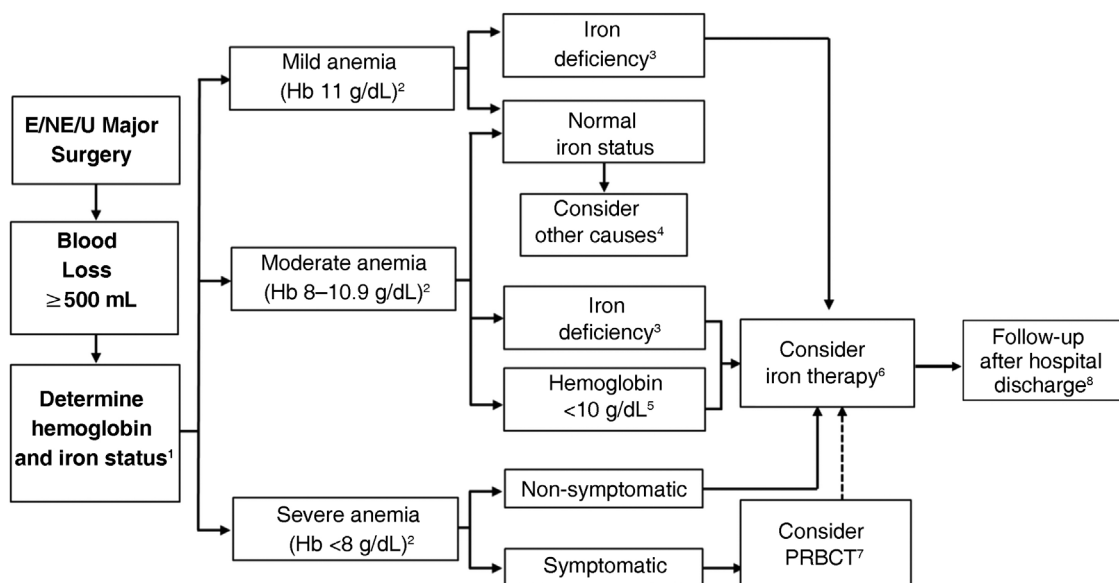 E/NE/U Major
Surgery
Blood
Loss
≥500 mL
Determine
hemoglobin
and iron status¹
Mild anemia
(Hb 11 g/dL)²
Moderate anemia
(Hb 8–10.9 g/dL)²
Severe anemia
(Hb <8 g/dL)²
Iron
deficiency³
Normal
iron status
Consider
other causes⁴
Iron
deficiency³
Hemoglobin
<10 g/dL⁵
Non-symptomatic
Symptomatic
Consider
iron therapy⁶
Consider
PRBCT⁷
Follow-up
after hospital
discharge⁸